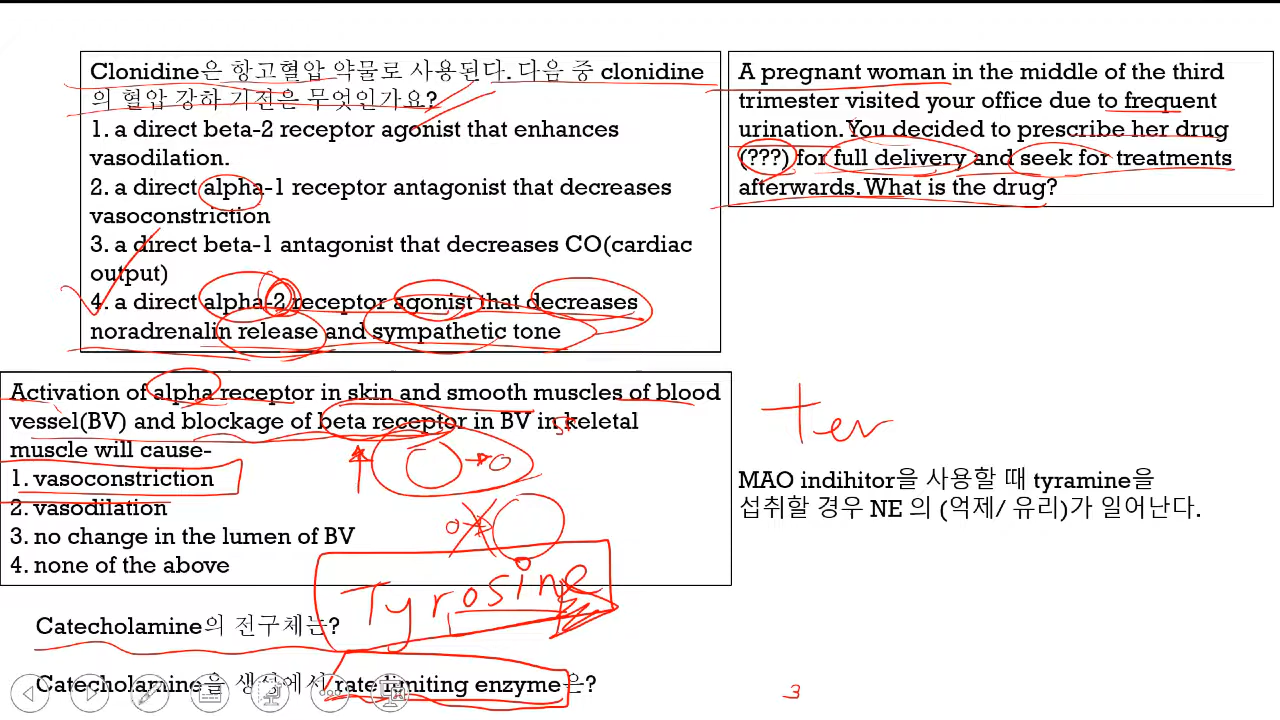 Clonidine은 항고혈압 약물로 사용된다. 다음 중 clonidine
의 혈압 강하 기전은 무엇인가요?
1. a direct beta-2 receptor agonist that enhances
vasodilation.
2. a direct alpha-1 receptor antagonist that decreases
vasoconstriction
3. a direct beta-1 antagonist that decreases CO(cardiac
output)
4. a direct alpha-2 receptor agonist that decreases
noradrenalin release and sympathetic tone
A pregnant woman in the middle of the third
trimester visited your office due to frequent
urination. You decided to prescribe her drug
(???) for full delivery and seek for treatments
afterwards. What is the drug?
Activation of alpha receptor in skin and smooth muscles of blood
vessel(BV) and blockage of beta receptor in BV in keletal
muscle will cause-
1. vasoconstriction
2. vasodilation
3. no change in the lumen of BV
4. none of the above
Tyrosine
Catecholamine의 전구체는?
Catecholamine을 생성에서 rate limiting enzyme은?
ter
MAO indihitor을 사용할 때 tyramine을
섭취할 경우 NE 의 (억제/ 유리)가 일어난다.
3